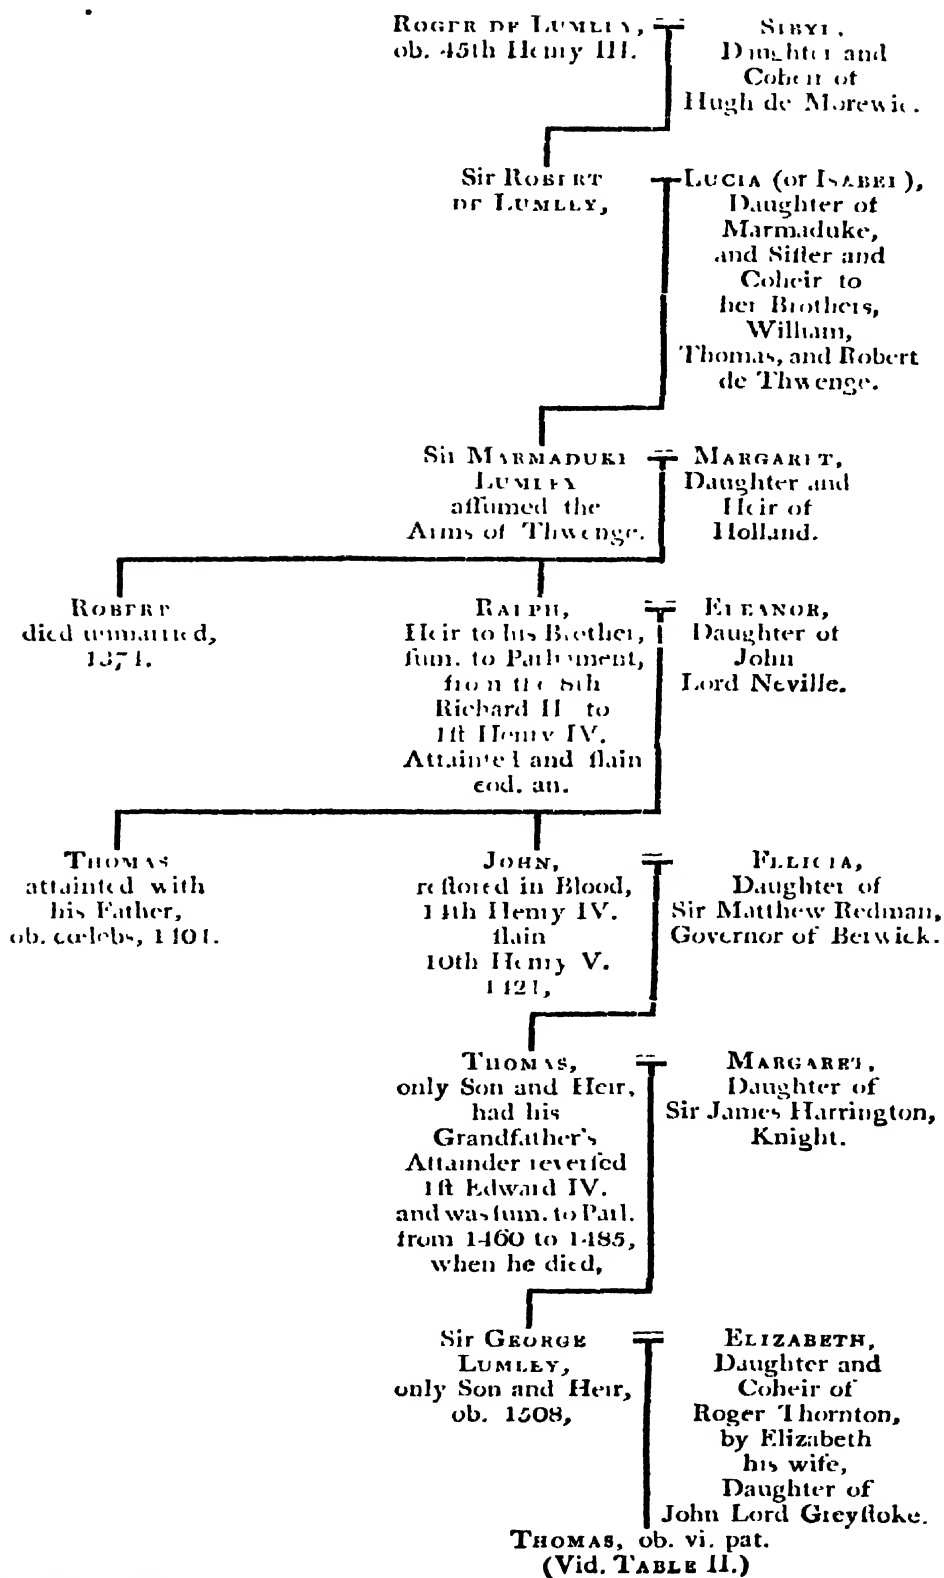 ROGER DE LUMLEY,
ob. 45th Henry III.
SIBYL,
Daughter and
Coheir of
Hugh de Morewic.
Sir ROBERT
DE LUMLEY,
LUCIA (or ISABEL),
Daughter of
Marmaduke,
and Siſter and
Coheir to
her Brothers,
William,
Thomas, and Robert
de Thwenge.
Sir MARMADUKE
LUMLEY
aſſumed the
Arms of Thwenge.
MARGARET,
Daughter and
Heir of
Holland.
ROBERT
died unmarried,
1374.
RALPH,
Heir to his Brother,
ſum. to Parliament,
from the 8th
Richard II. to
1ſt Henry IV.
Attainted and ſlain
eod. an.
ELEANOR,
Daughter of
John
Lord Neville.
THOMAS
attainted with
his Father,
ob. cœlebs, 1404.
JOHN,
reſtored in Blood,
14th Henry IV.
ſlain
10th Henry V.
1421,
FELICIA,
Daughter of
Sir Matthew Redman,
Governor of Berwick.
THOMAS,
only Son and Heir,
had his
Grandfather's
Attainder reverſed
1ſt Edward IV.
and was ſum. to Parl.
from 1460 to 1485,
when he died,
MARGARET,
Daughter of
Sir James Harrington,
Knight.
Sir GEORGE
LUMLEY,
only Son and Heir,
ob. 1508,
ELIZABETH,
Daughter and
Coheir of
Roger Thornton,
by Elizabeth
his wife,
Daughter of
John Lord Greyſtoke.
THOMAS, ob. vi. pat.
(Vid. TABLE II.)